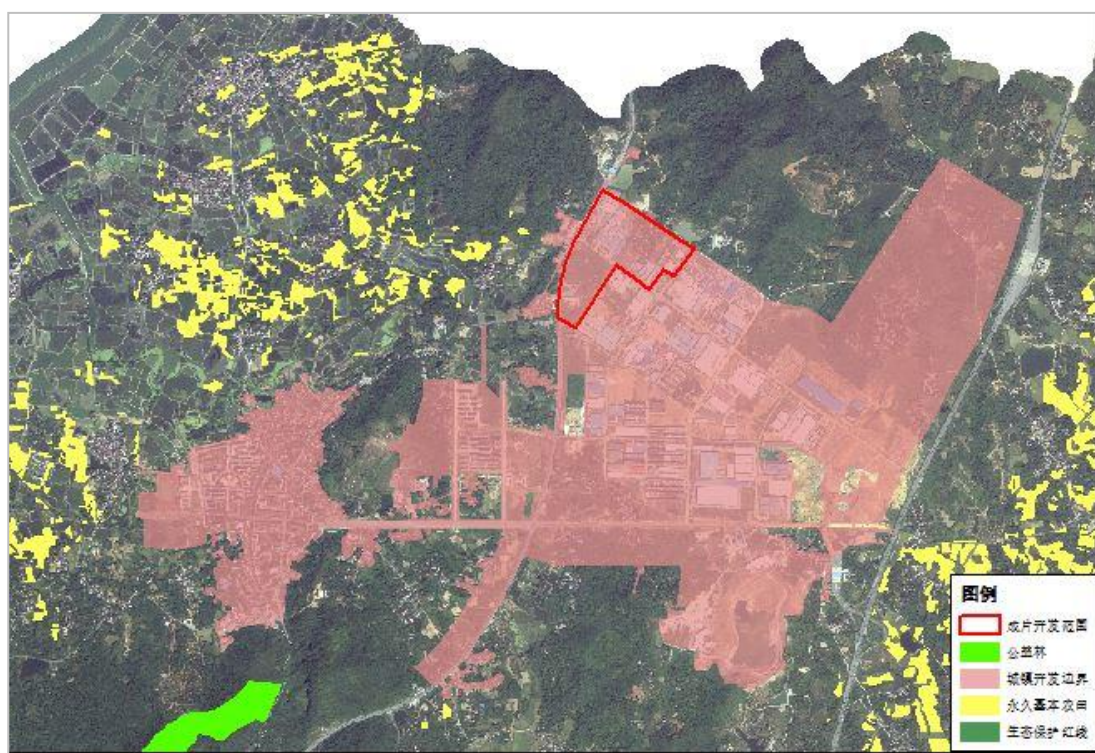 图例
成片开发范围
公益林
城镇开发边界
永久基本农田
生态保护红线